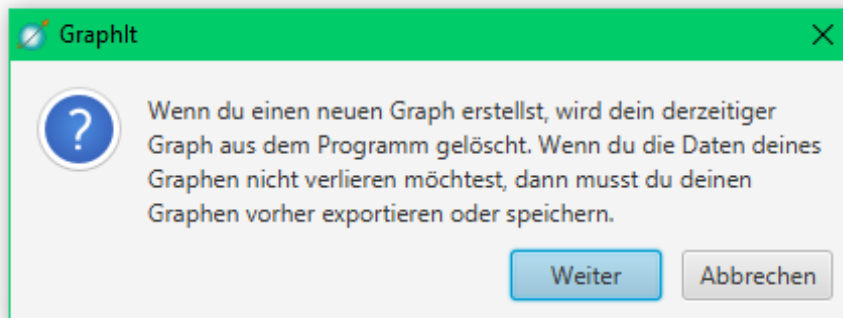 GraphIt
Wenn du einen neuen Graph erstellst, wird dein derzeitiger
Graph aus dem Programm gelöscht. Wenn du die Daten deines
Graphen nicht verlieren möchtest, dann musst du deinen
Graphen vorher exportieren oder speichern.
Weiter
Abbrechen